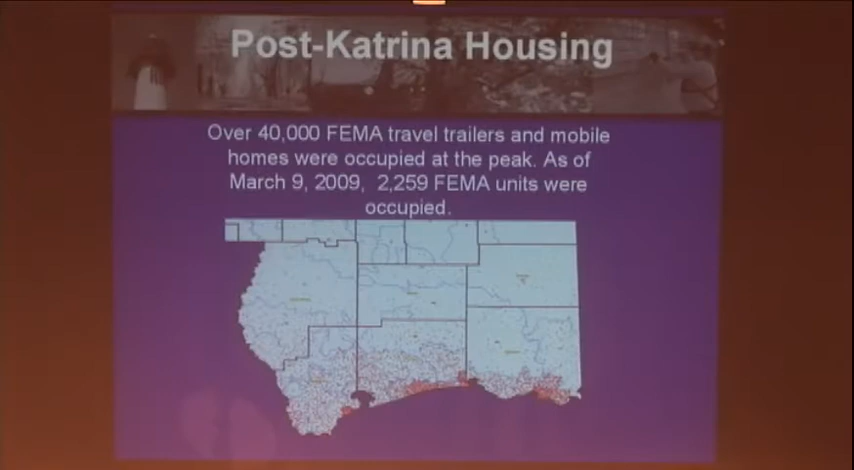 Post-Katrina Housing
Over 40,000 FEMA travel trailers and mobile
homes were occupied at the peak. As of
March 9, 2009, 2,259 FEMA units were
occupied.